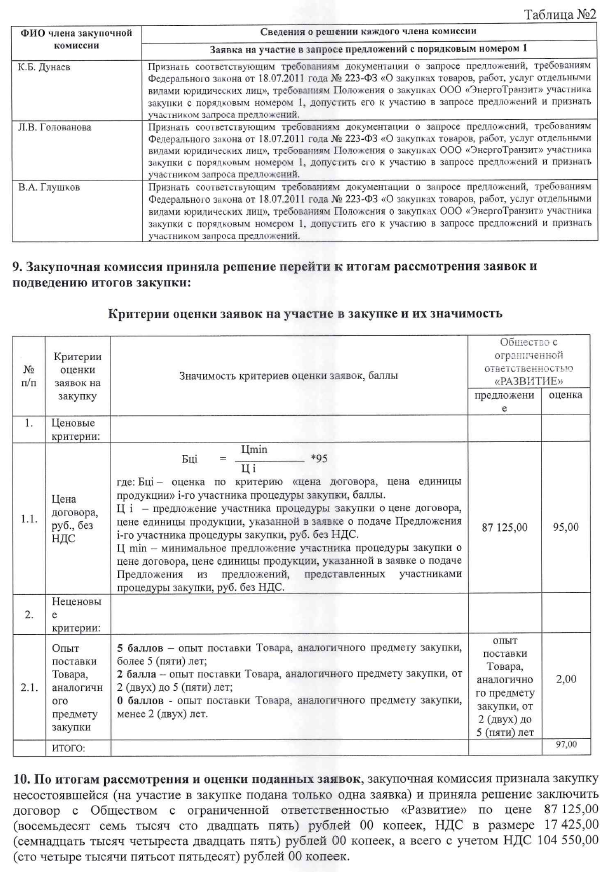 Таблица №2
ФИО члена закупочной комиссии
Сведения о решении каждого члена комиссии
Заявка на участие в запросе предложений с порядковым номером 1
К.Б. Дунаев
Признать соответствующим требованиям документации о запросе предложений, требованиям
Федерального закона от 18.07.2011 года № 223-ФЗ «О закупках товаров, работ, услуг отдельными
видами юридических лиц», требованиям Положения о закупках ООО «ЭнергоТранзит» участника
закупки с порядковым номером 1, допустить его к участию в запросе предложений и признать
участником запроса предложений.
Л.В. Голованова
Признать соответствующим требованиям документации о запросе предложений, требованиям
Федерального закона от 18.07.2011 года № 223-ФЗ «О закупках товаров, работ, услуг отдельными
видами юридических лиц», требованиям Положения о закупках ООО «ЭнергоТранзит» участника
закупки с порядковым номером 1, допустить его к участию в запросе предложений и признать
участником запроса предложений.
В.А. Глушков
Признать соответствующим требованиям документации о запросе предложений, требованиям
Федерального закона от 18.07.2011 года № 223-ФЗ «О закупках товаров, работ, услуг отдельными
видами юридических лиц», требованиям Положения о закупках ООО «ЭнергоТранзит» участника
закупки с порядковым номером 1, допустить его к участию в запросе предложений и признать
участником запроса предложений.
9. Закупочная комиссия приняла решение перейти к итогам рассмотрения заявок и
подведению итогов закупки:
Критерии оценки заявок на участие в закупке и их значимость
№
п/п
Критерии
оценки
заявок на
закупку
Значимость критериев оценки заявок, баллы
Общество с
ограниченной
ответственностью
«РАЗВИТИЕ»
предложени
е
оценка
1.
Ценовые
критерии:
1.1.
Цена
договора,
руб., без
НДС
Цmin
Бцi = ———— *95
Ц i
где: Бцi – оценка по критерию «цена договора, цена единицы
продукции» i-го участника процедуры закупки, баллы.
Ц i – предложение участника процедуры закупки о цене договора,
цене единицы продукции, указанной в заявке о подаче Предложения
i-го участника процедуры закупки, руб. без НДС.
Ц min – минимальное предложение участника процедуры закупки о
цене договора, цене единицы продукции, указанной в заявке о подаче
Предложения из предложений, представленных участниками
процедуры закупки, руб. без НДС.
87 125,00
95,00
2.
Неценовы
е
критерии:
2.1.
Опыт
поставки
Товара,
аналогичн
ого
предмету
закупки
5 баллов – опыт поставки Товара, аналогичного предмету закупки,
более 5 (пяти) лет;
2 балла – опыт поставки Товара, аналогичного предмету закупки, от
2 (двух) до 5 (пяти) лет;
0 баллов - опыт поставки Товара, аналогичного предмету закупки,
менее 2 (двух) лет.
опыт
поставки
Товара,
аналогично
го предмету
закупки, от
2 (двух) до
5 (пяти) лет
2,00
ИТОГО:
97,00
10. По итогам рассмотрения и оценки поданных заявок, закупочная комиссия признала закупку
несостоявшейся (на участие в закупке подана только одна заявка) и приняла решение заключить
договор с Обществом с ограниченной ответственностью «Развитие» по цене 87 125,00
(восемьдесят семь тысяч сто двадцать пять) рублей 00 копеек, НДС в размере 17 425,00
(семнадцать тысяч четыреста двадцать пять) рублей 00 копеек, а всего с учетом НДС 104 550,00
(сто четыре тысячи пятьсот пятьдесят) рублей 00 копеек.